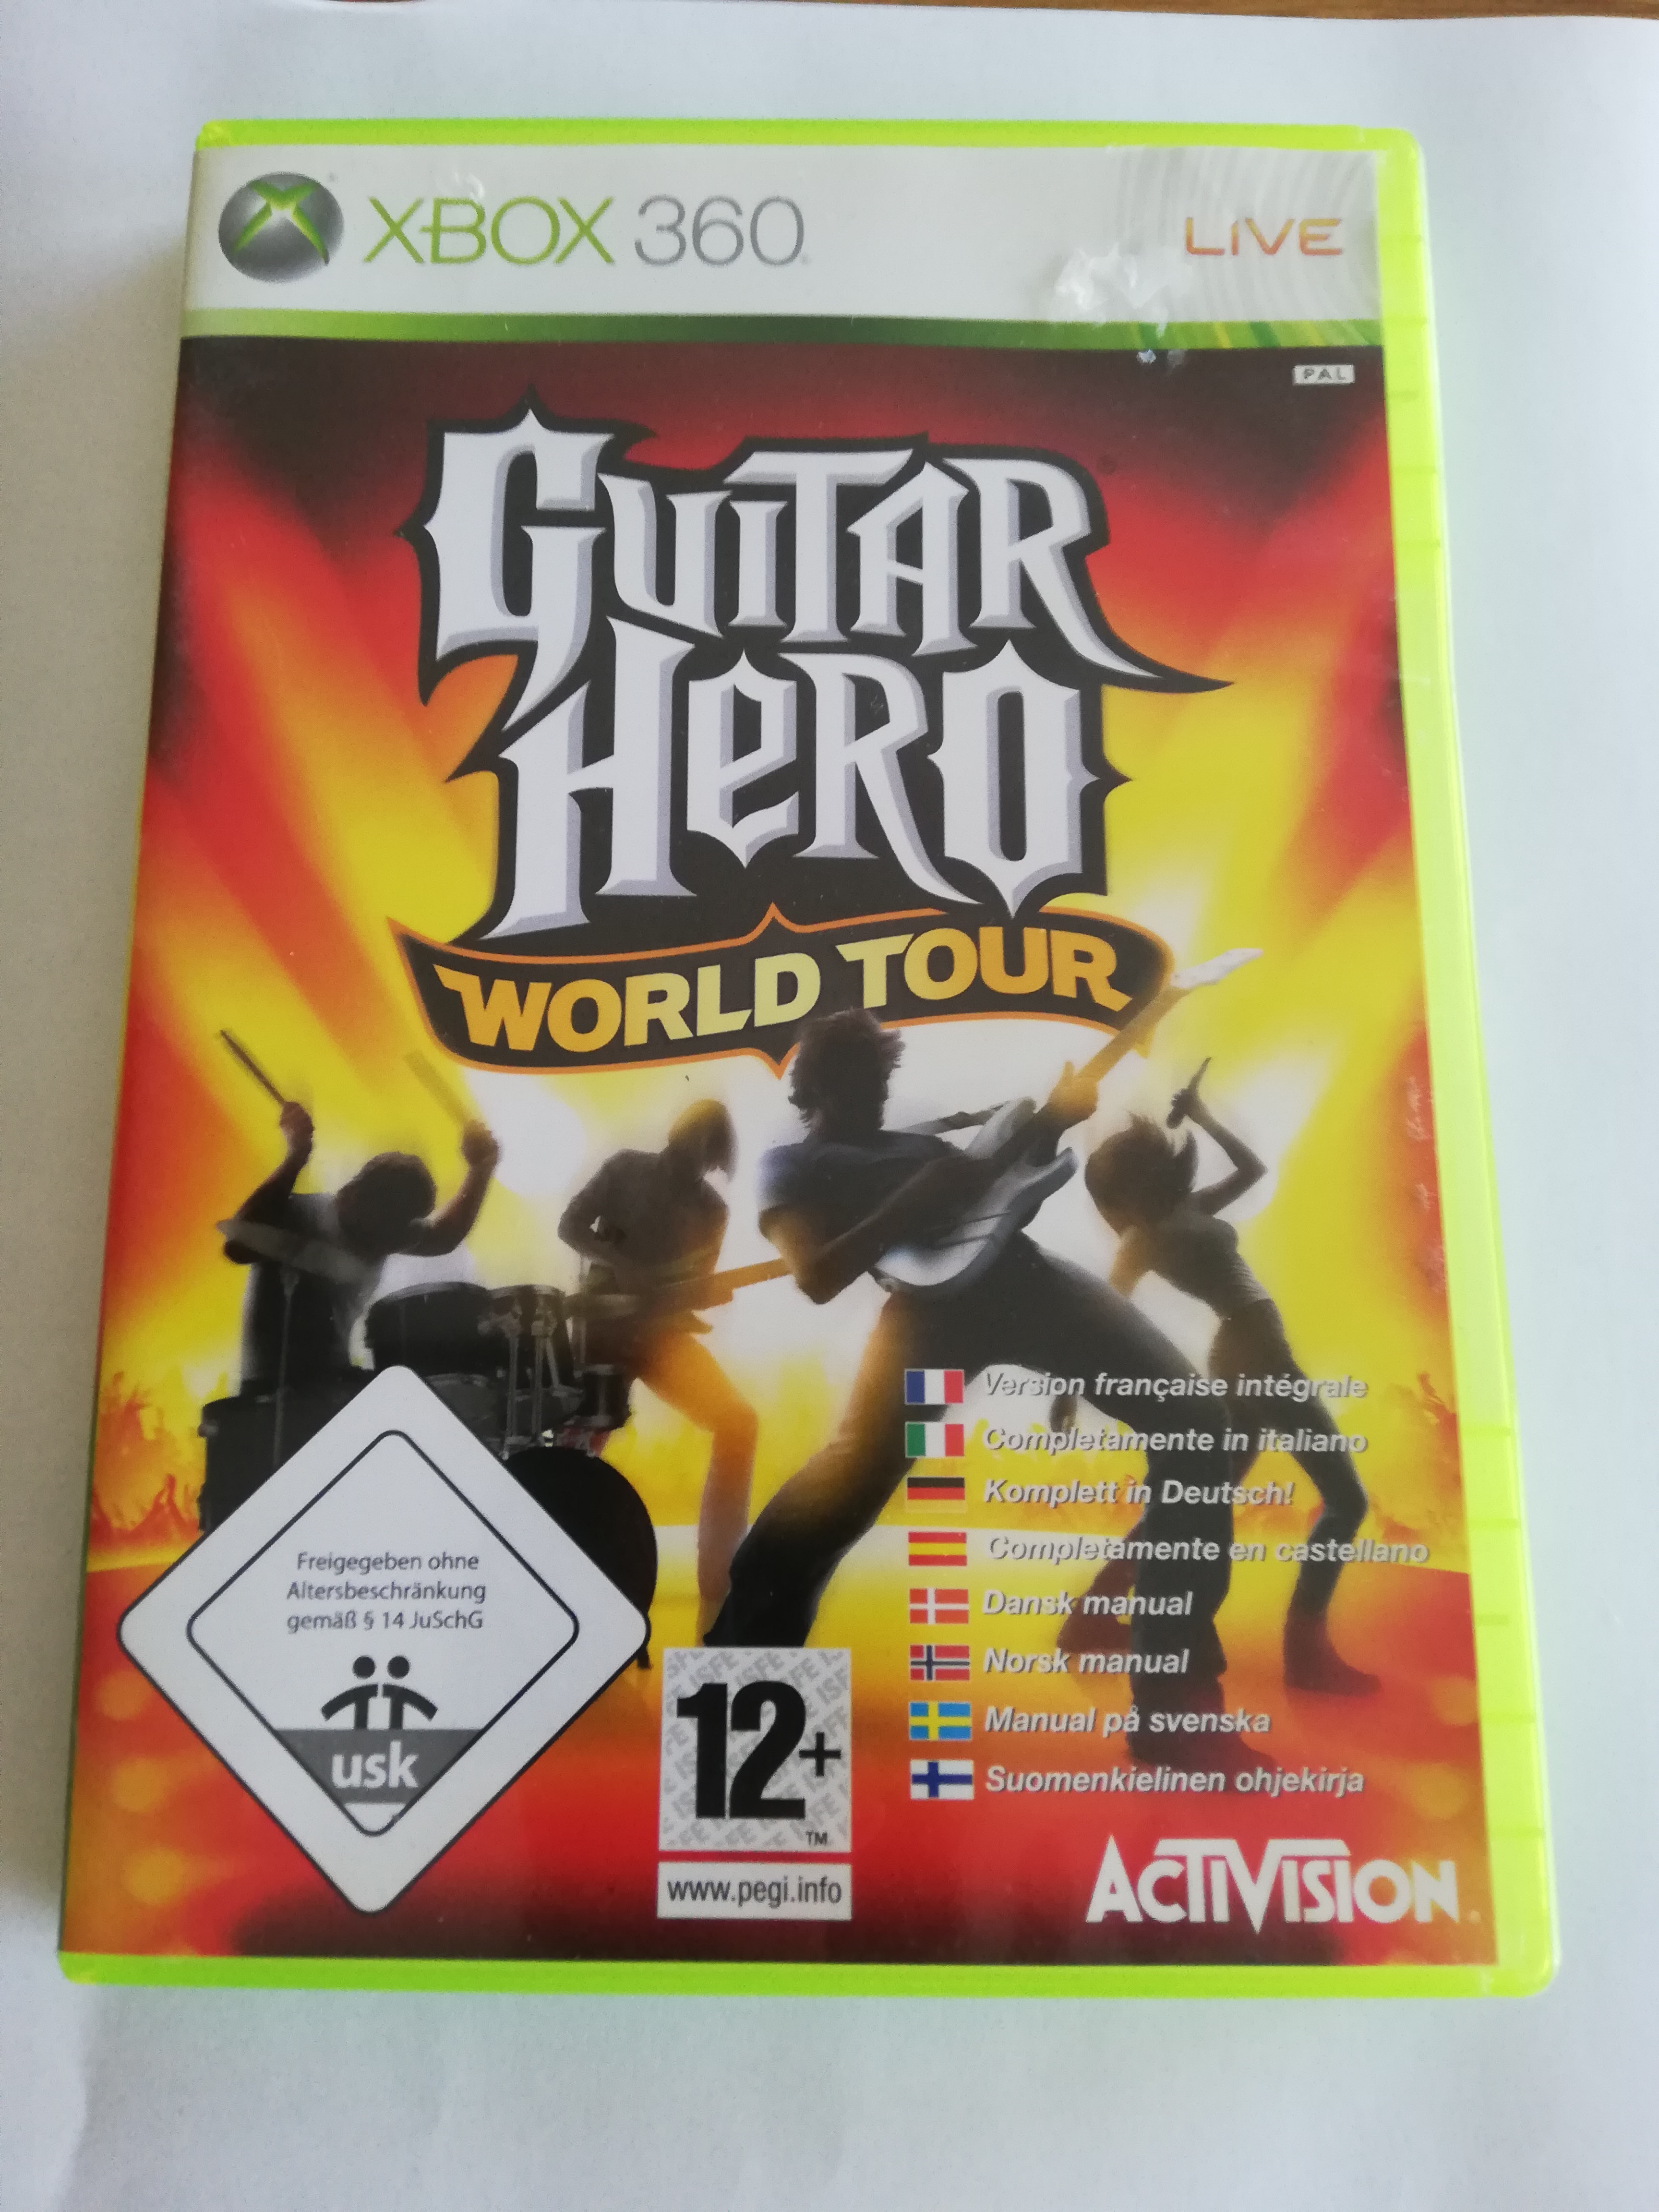 XBOX 360
LIVE
PAL
GUITAR
HERO
WORLD TOUR
Version française intégrale
Completamente in italiano
Komplett in Deutsch!
Completamente en castellano
Dansk manual
Norsk manual
Manual på svenska
Suomenkielinen ohjekirja
Freigegeben ohne
Altersbeschränkung
gemäß § 14 JuSchG
usk
12+
TM
www.pegi.info
ACTIVISION